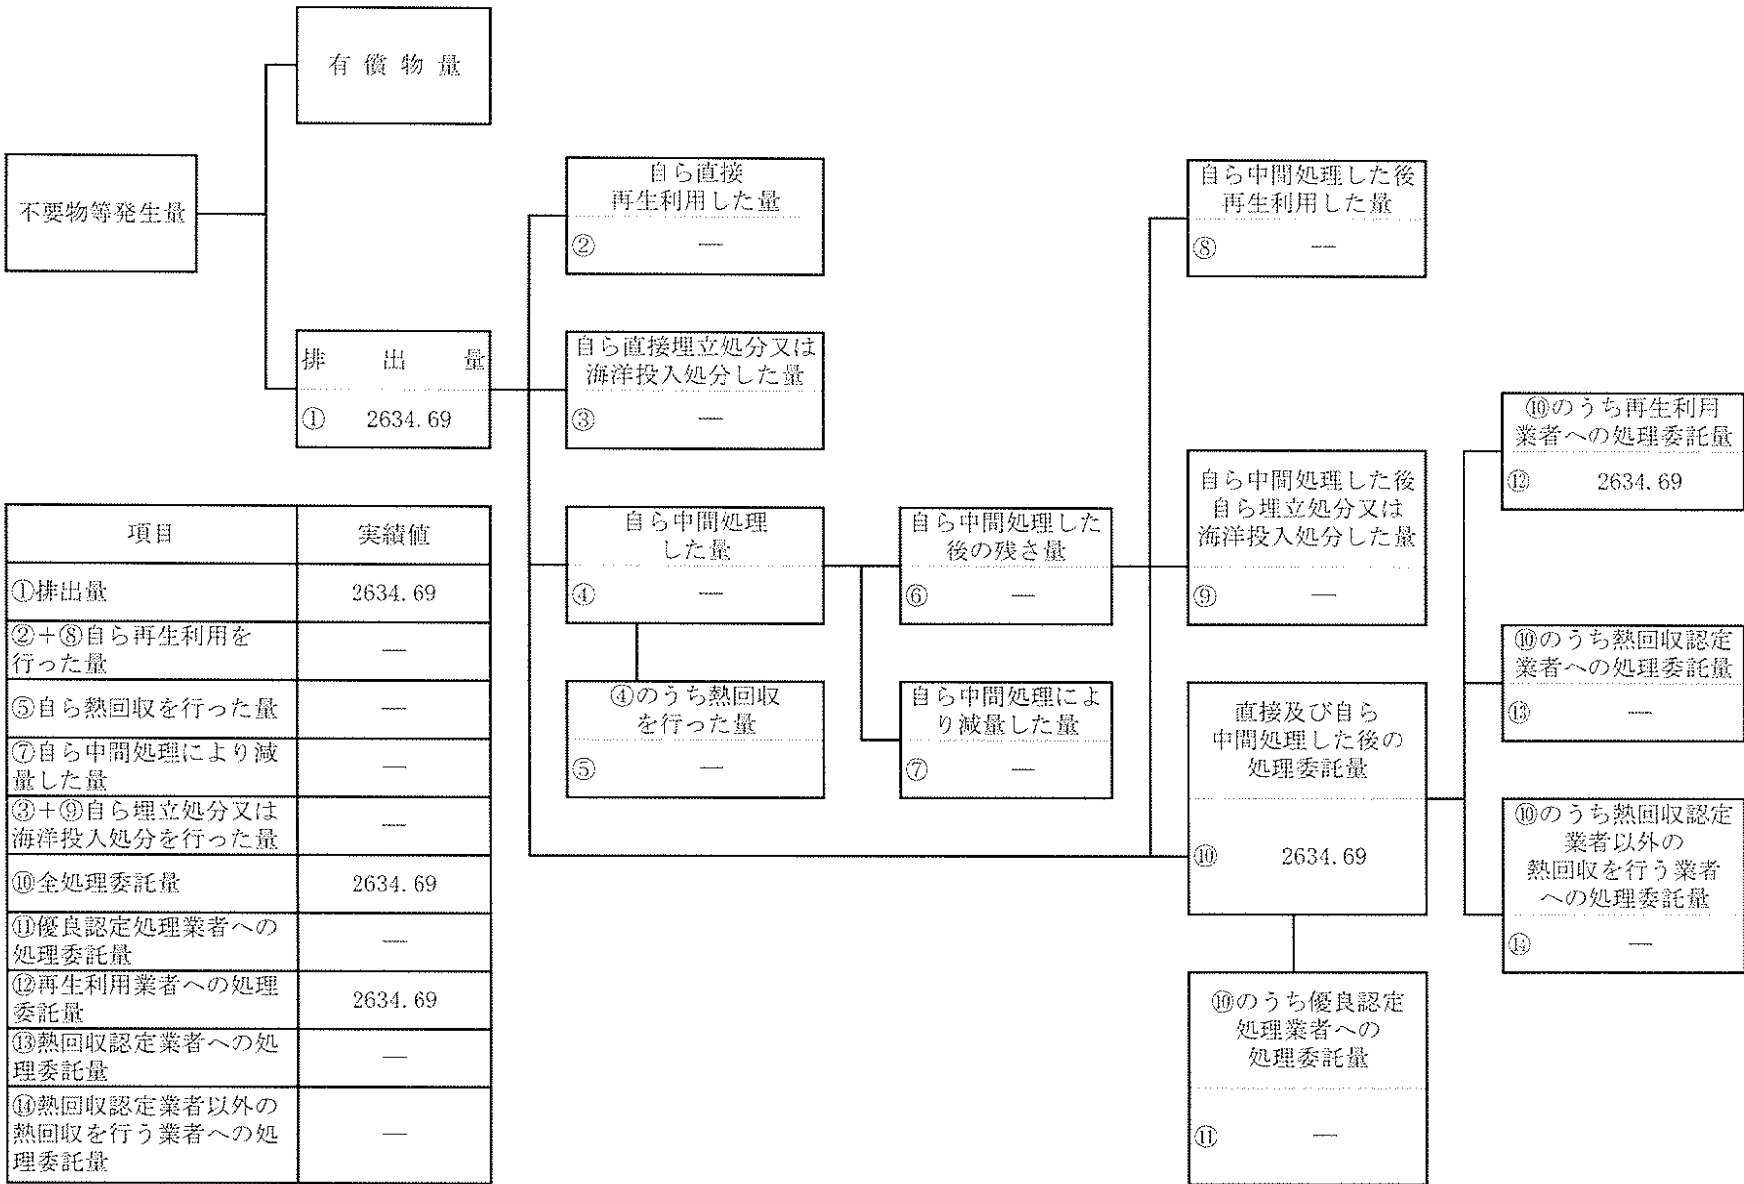 有償物量
不要物等発生量
排出量
① 2634.69
自ら直接
再生利用した量
② ―
自ら直接埋立処分又は
海洋投入処分した量
③ ―
自ら中間処理
した量
④ ―
④のうち熱回収
を行った量
⑤ ―
自ら中間処理した
後の残さ量
⑥ ―
自ら中間処理によ
り減量した量
⑦ ―
自ら中間処理した後
再生利用した量
⑧ ―
自ら中間処理した後
自ら埋立処分又は
海洋投入処分した量
⑨ ―
直接及び自ら
中間処理した後の
処理委託量
⑩ 2634.69
⑩のうち優良認定
処理業者への
処理委託量
⑪ ―
⑩のうち再生利用
業者への処理委託量
⑫ 2634.69
⑩のうち熱回収認定
業者への処理委託量
⑬ ―
⑩のうち熱回収認定
業者以外の
熱回収を行う業者
への処理委託量
⑭ ―
項目 実績値
①排出量 2634.69
②＋⑧自ら再生利用を
行った量 ―
⑤自ら熱回収を行った量 ―
⑦自ら中間処理により減
量した量 ―
③＋⑨自ら埋立処分又は
海洋投入処分を行った量 ―
⑩全処理委託量 2634.69
⑪優良認定処理業者への
処理委託量 ―
⑫再生利用業者への処理
委託量 2634.69
⑬熱回収認定業者への処
理委託量 ―
⑭熱回収認定業者以外の
熱回収を行う業者への処
理委託量 ―